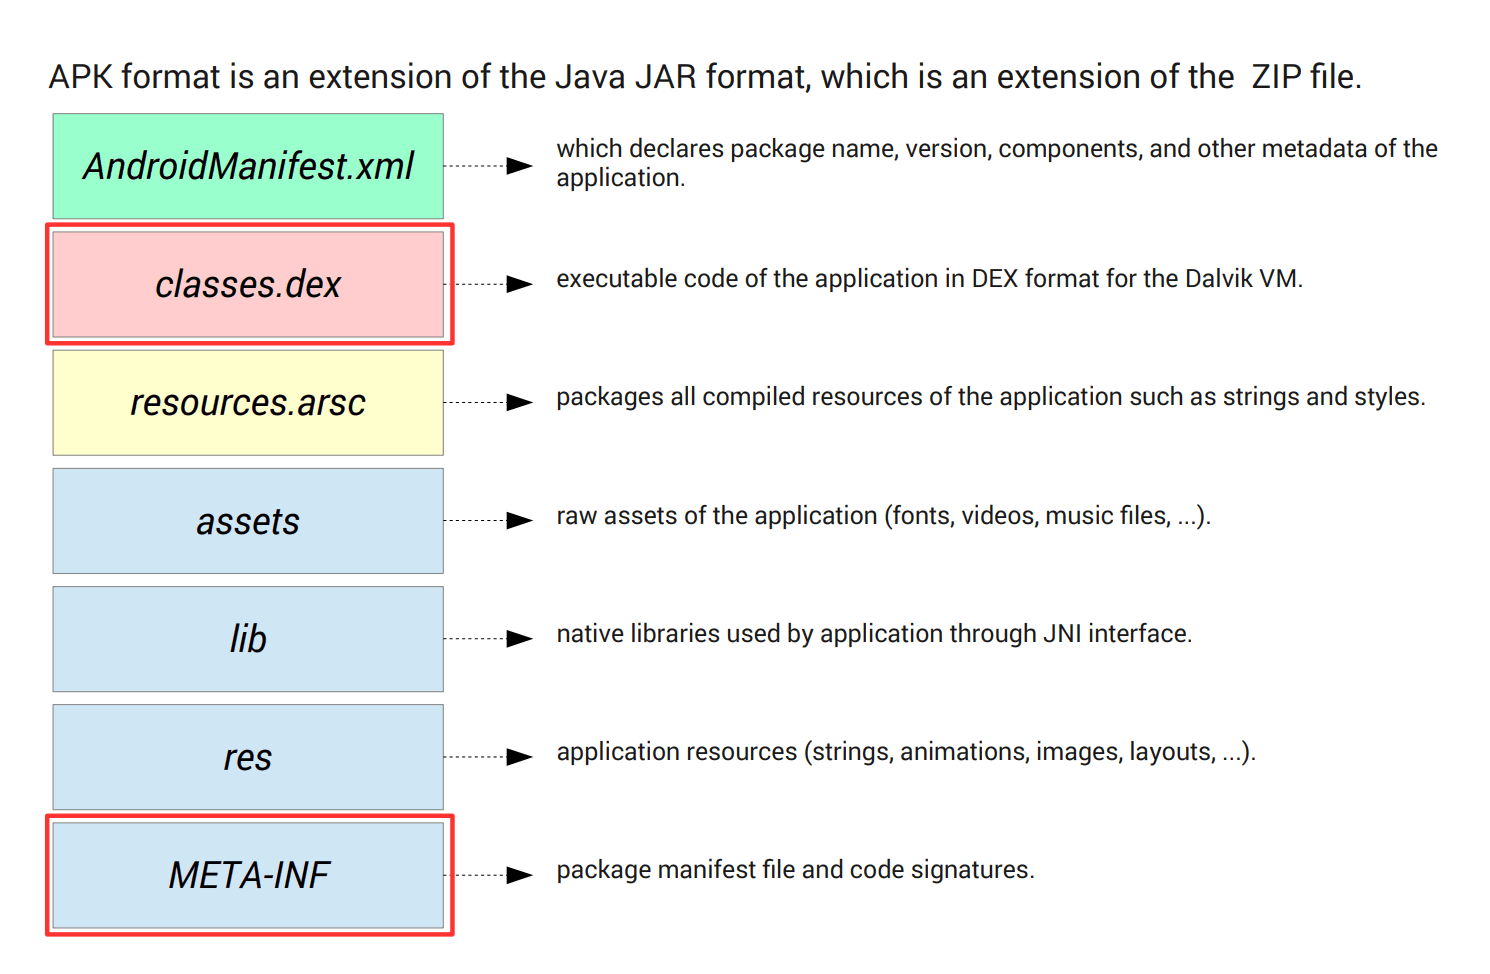 APK format is an extension of the Java JAR format, which is an extension of the  ZIP file.
AndroidManifest.xml
which declares package name, version, components, and other metadata of the
application.
classes.dex
executable code of the application in DEX format for the Dalvik VM.
resources.arsc
packages all compiled resources of the application such as strings and styles.
assets
raw assets of the application (fonts, videos, music files, ...).
lib
native libraries used by application through JNI interface.
res
application resources (strings, animations, images, layouts, ...).
META-INF
package manifest file and code signatures.